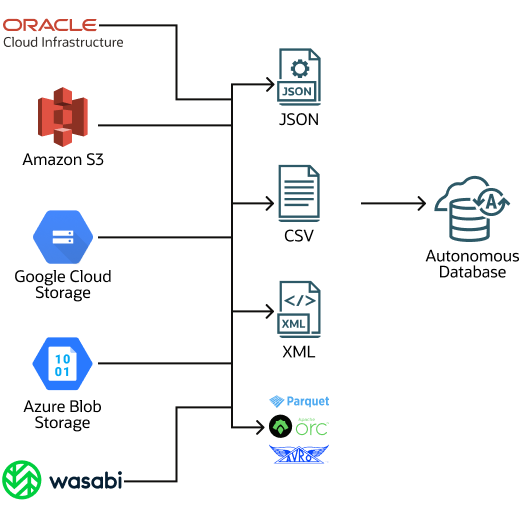 ORACLE
Cloud Infrastructure
JSON
JSON
Amazon S3
CSV
A
Autonomous
Database
Google Cloud
Storage
</>
XML
XML
10
01
Azure Blob
Storage
Parquet
Apache
orc
AVRO
wasabi